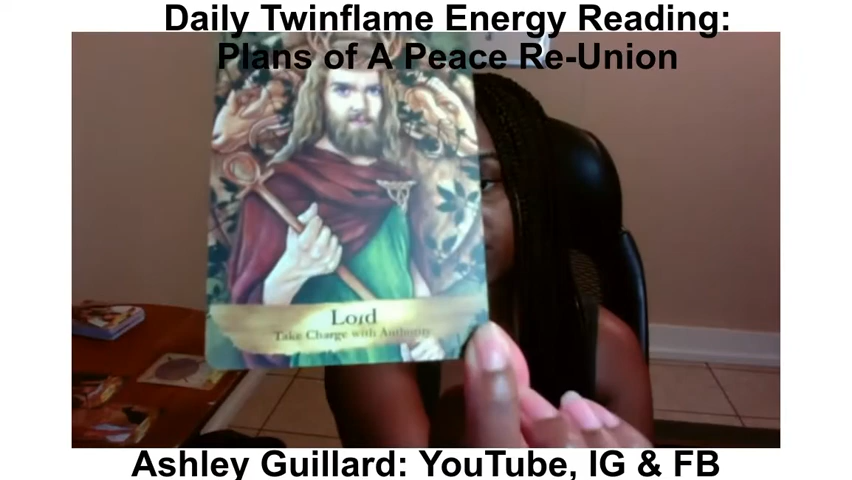 Daily Twinflame Energy Reading:
Plans of A Peace Re-Union
Lord
Take Charge with Authority
Ashley Guillard: YouTube, IG & FB